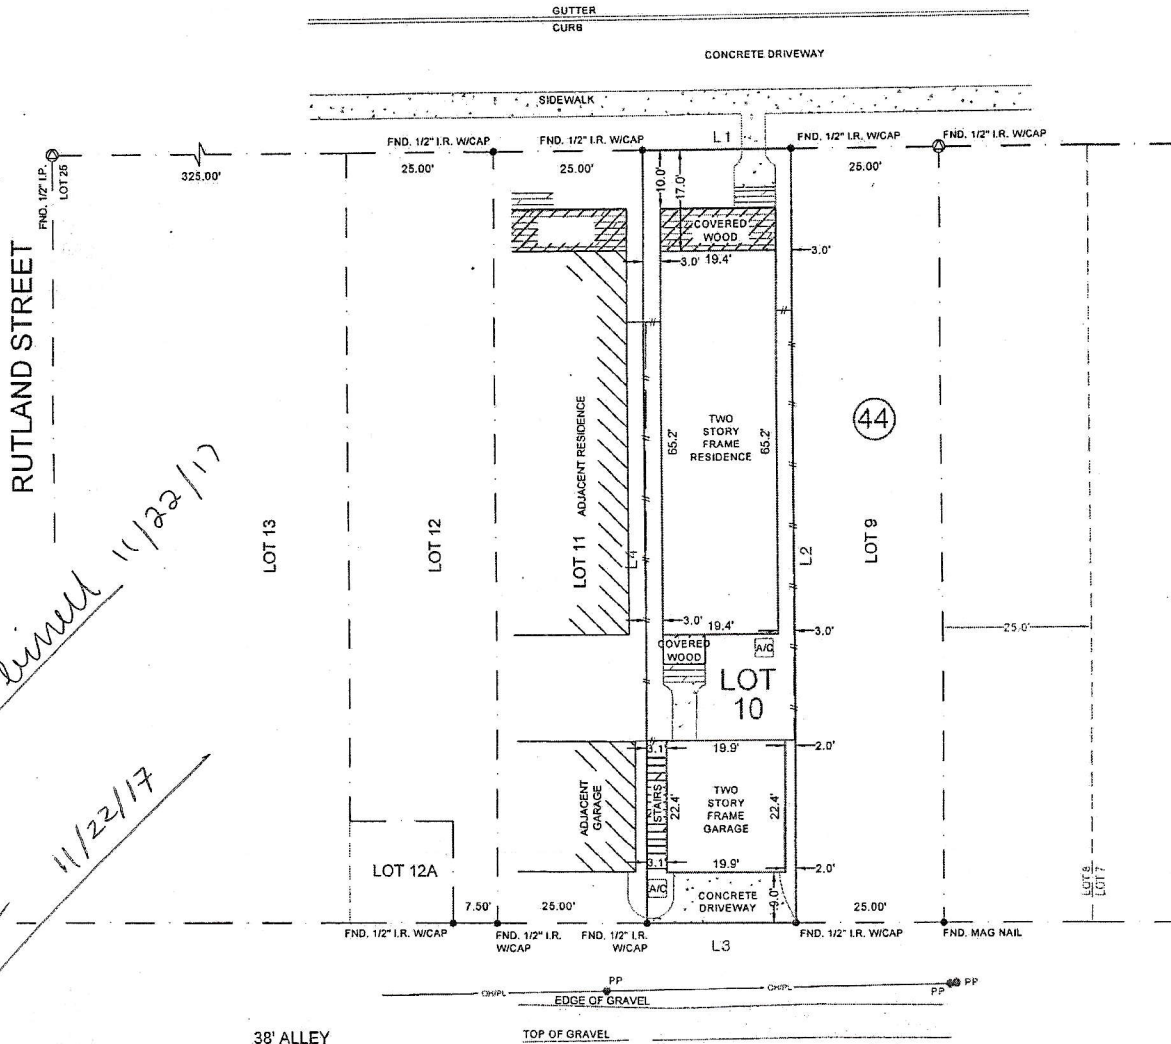 GUTTER
CURB
CONCRETE DRIVEWAY
SIDEWALK
FND. 1/2" I.R. W/CAP
FND. 1/2" I.R. W/CAP
L1
FND. 1/2" I.R. W/CAP
FND. 1/2" I.R. W/CAP
FND. 1/2" I.P.
LOT 25
325.00'
25.00'
25.00'
10.0'
17.0'
25.00'
COVERED
WOOD
3.0'
3.0'
19.4'
RUTLAND STREET
TWO
STORY
FRAME
RESIDENCE
65.2'
65.2'
44
ADJACENT RESIDENCE
11/22/17
LOT 13
LOT 12
LOT 11
L4
L2
LOT 9
3.0'
19.4'
3.0'
25.0'
COVERED
WOOD
A/C
LOT
10
3.1'
19.9'
2.0'
11/22/17
ADJACENT
GARAGE
STAIRS
22.4'
TWO
STORY
FRAME
GARAGE
22.4'
3.1'
19.9'
2.0'
LOT 12A
A/C
CONCRETE
DRIVEWAY
9.0'
LOT 8
LOT 7
7.50'
25.00'
25.00'
FND. 1/2" I.R. W/CAP
FND. 1/2" I.R.
W/CAP
FND. 1/2" I.R.
W/CAP
L3
FND. 1/2" I.R. W/CAP
FND. MAG NAIL
OH/PL
PP
OH/PL
PP
PP
EDGE OF GRAVEL
38' ALLEY
TOP OF GRAVEL